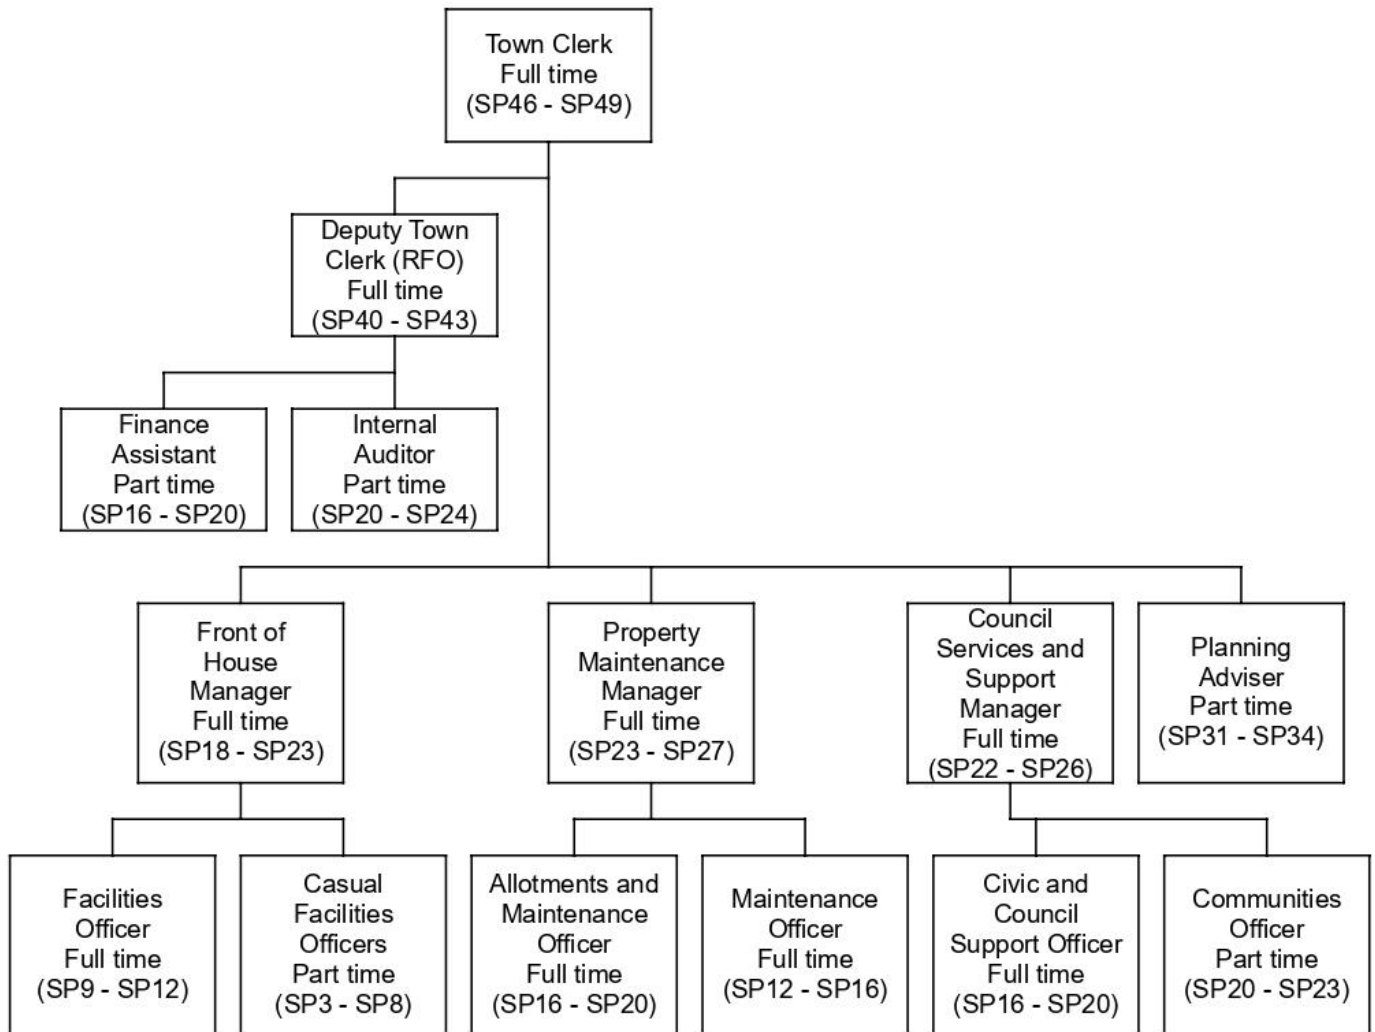 Town Clerk
Full time
(SP46 - SP49)
Deputy Town
Clerk (RFO)
Full time
(SP40 - SP43)
Finance
Assistant
Part time
(SP16 - SP20)
Internal
Auditor
Part time
(SP20 - SP24)
Front of
House
Manager
Full time
(SP18 - SP23)
Property
Maintenance
Manager
Full time
(SP23 - SP27)
Council
Services and
Support
Manager
Full time
(SP22 - SP26)
Planning
Adviser
Part time
(SP31 - SP34)
Facilities
Officer
Full time
(SP9 - SP12)
Casual
Facilities
Officers
Part time
(SP3 - SP8)
Allotments and
Maintenance
Officer
Full time
(SP16 - SP20)
Maintenance
Officer
Full time
(SP12 - SP16)
Civic and
Council
Support Officer
Full time
(SP16 - SP20)
Communities
Officer
Part time
(SP20 - SP23)